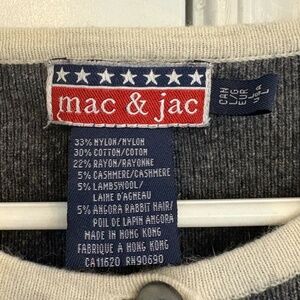 mac & jac
CAN L/G
EUR L
USA L
33% NYLON/NYLON
30% COTTON/COTON
22% RAYON/RAYONNE
5% CASHMERE/CASHMERE
5% LAMBSWOOL/
LAINE D'AGNEAU
5% ANGORA RABBIT HAIR/
POIL DE LAPIN ANGORA
MADE IN HONG KONG
FABRIQUE A HONG KONG
CA11620 RN90690